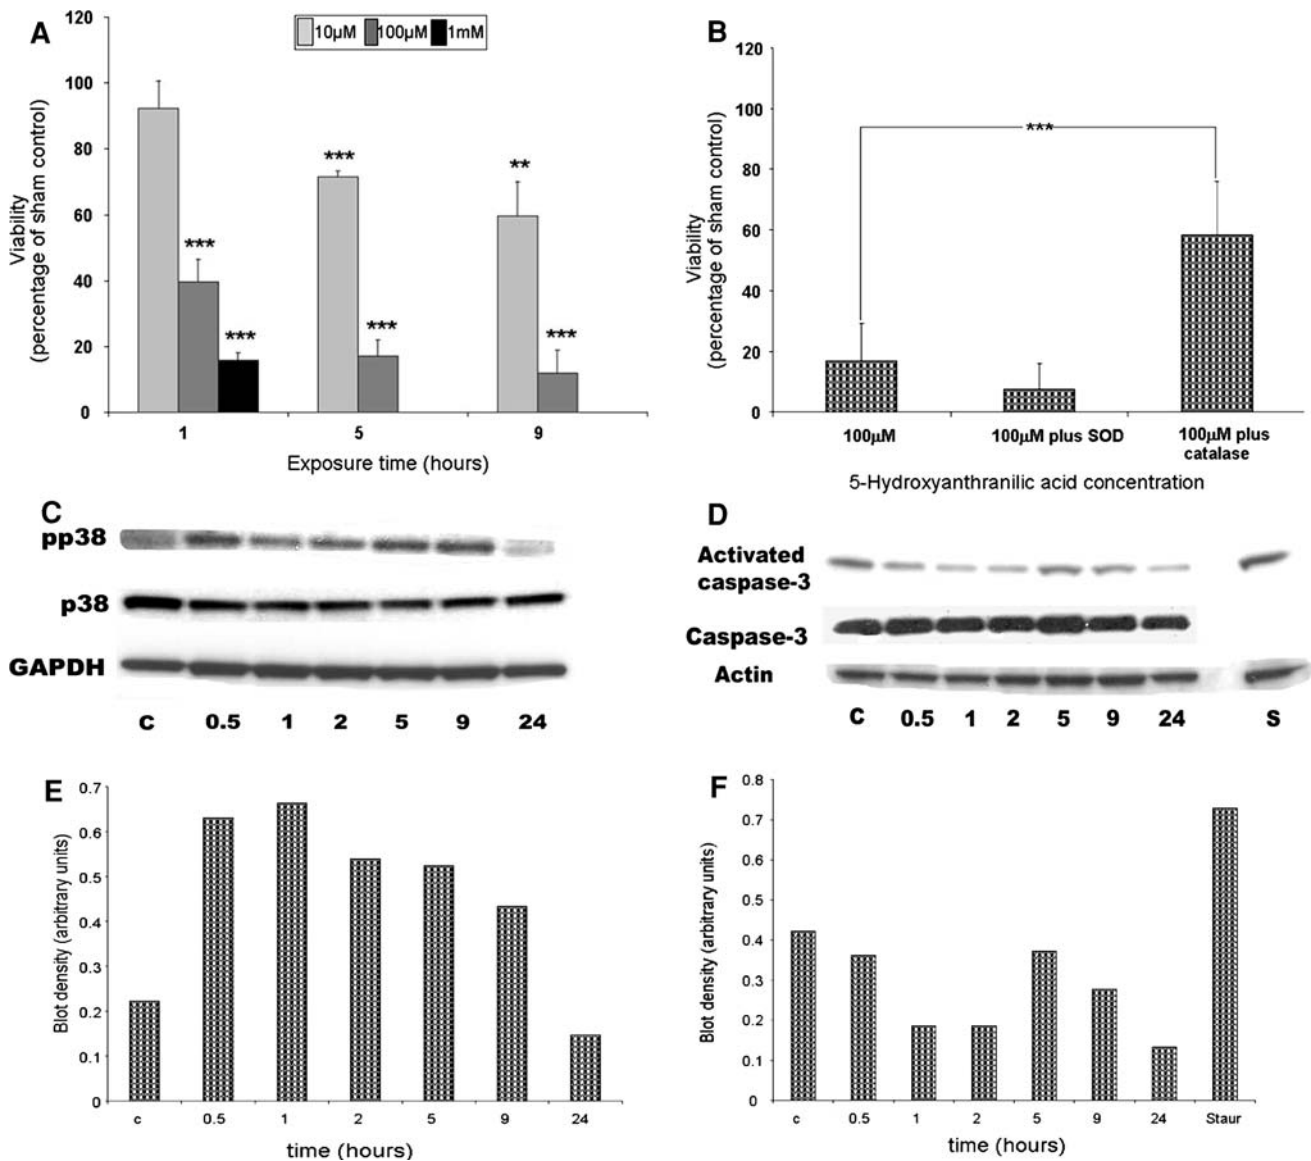 A
10µM 100µM 1mM
Viability
(percentage of sham control)
120
100
80
60
40
20
0
***
***
***
***
**
***
1 5 9
Exposure time (hours)
B
Viability
(percentage of sham control)
120
100
80
60
40
20
0
***
100µM 100µM plus SOD 100µM plus
catalase
5-Hydroxyanthranilic acid concentration
C
pp38
p38
GAPDH
C 0.5 1 2 5 9 24
D
Activated
caspase-3
Caspase-3
Actin
C 0.5 1 2 5 9 24 S
E
Blot density (arbitrary units)
0.7
0.6
0.5
0.4
0.3
0.2
0.1
0
c 0.5 1 2 5 9 24
time (hours)
F
Blot density (arbitrary units)
0.8
0.7
0.6
0.5
0.4
0.3
0.2
0.1
0
c 0.5 1 2 5 9 24 Staur
time (hours)